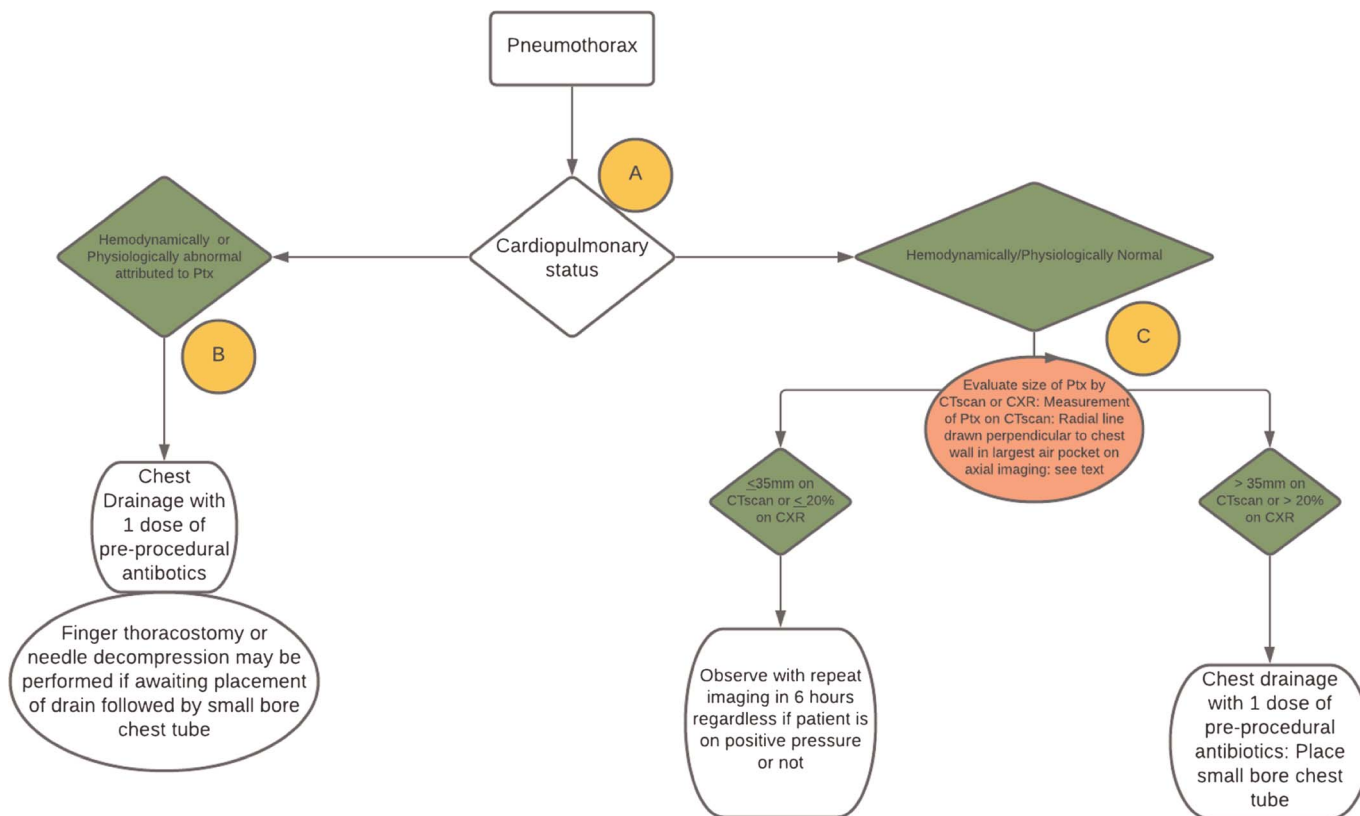 Pneumothorax
A
Cardiopulmonary
status
Hemodynamically or
Physiologically abnormal
attributed to Ptx
Hemodynamically/Physiologically Normal
B
C
Evaluate size of Ptx by
CTscan or CXR: Measurement
of Ptx on CTscan: Radial line
drawn perpendicular to chest
wall in largest air pocket on
axial imaging: see text
≤35mm on
CTscan or ≤ 20%
on CXR
> 35mm on
CTscan or > 20%
on CXR
Chest
Drainage with
1 dose of
pre-procedural
antibotics
Finger thoracostomy or
needle decompression may be
performed if awaiting placement
of drain followed by small bore
chest tube
Observe with repeat
imaging in 6 hours
regardless if patient is
on positive pressure
or not
Chest drainage
with 1 dose of
pre-procedural
antibiotics: Place
small bore chest
tube